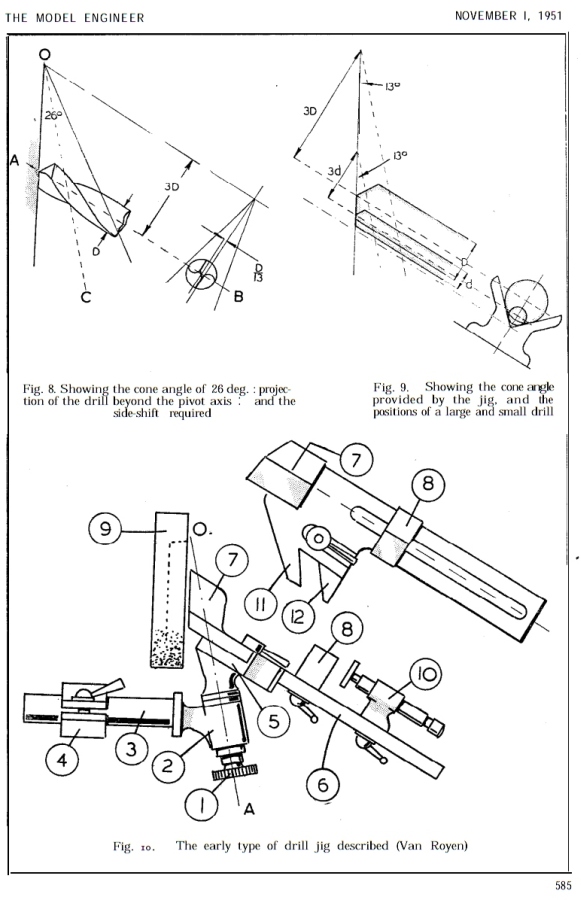 THE MODEL ENGINEER
NOVEMBER I, 1951
O
26°
A
3D
D
C
D
13
B
3D
13°
3d
13°
D
d
Fig. 8. Showing the cone angle of 26 deg. : projec-
tion of the drill beyond the pivot axis : and the
side-shift required
Fig. 9. Showing the cone angle
provided by the jig, and the
positions of a large and small drill
7
8
9
O.
7
11
12
8
10
5
4
3
2
6
1
A
Fig. 10. The early type of drill jig described (Van Royen)
585